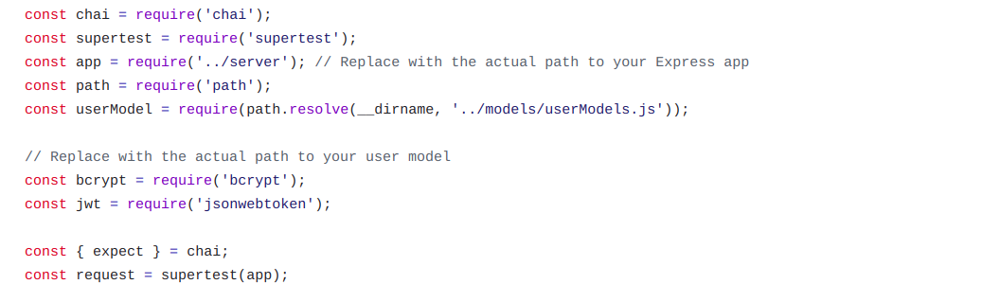 const chai = require('chai');
const supertest = require('supertest');
const app = require('../server'); // Replace with the actual path to your Express app
const path = require('path');
const userModel = require(path.resolve(__dirname, '../models/userModels.js'));
// Replace with the actual path to your user model
const bcrypt = require('bcrypt');
const jwt = require('jsonwebtoken');
const { expect } = chai;
const request = supertest(app);